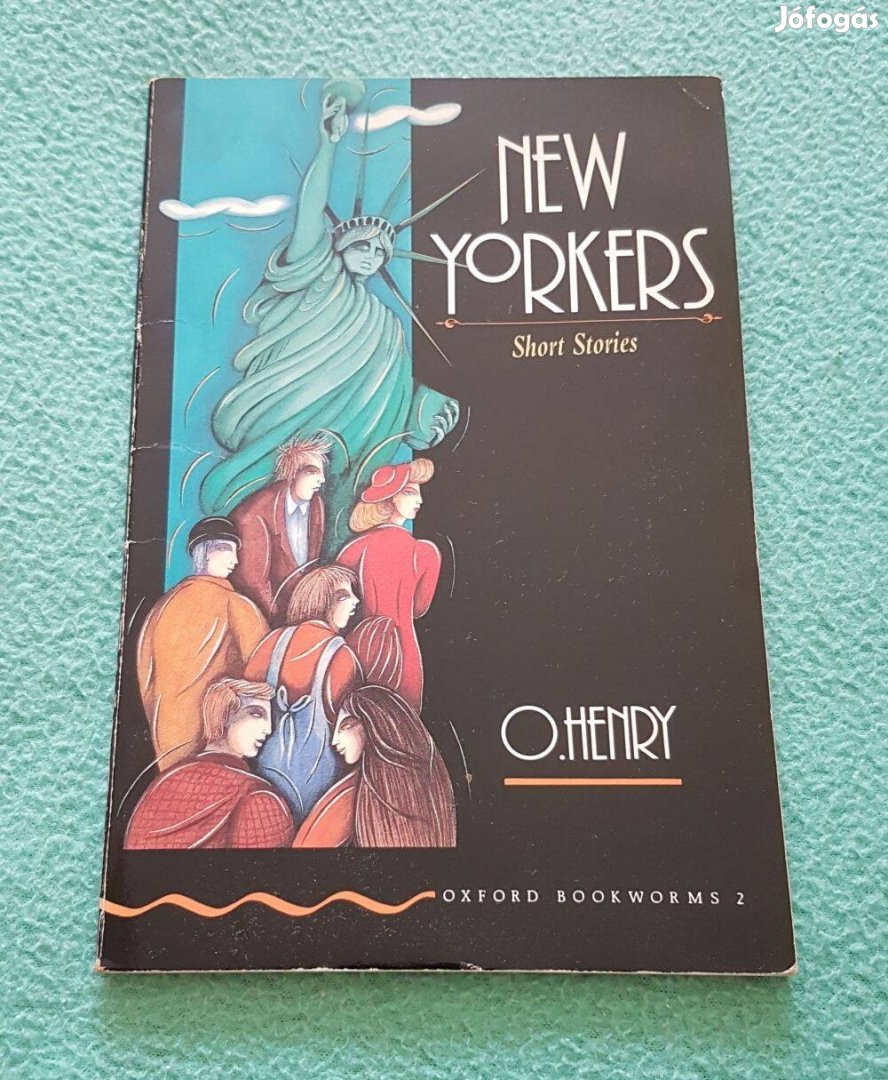 Jófogás
NEW
YORKERS
Short Stories
O.HENRY
OXFORD BOOKWORMS 2